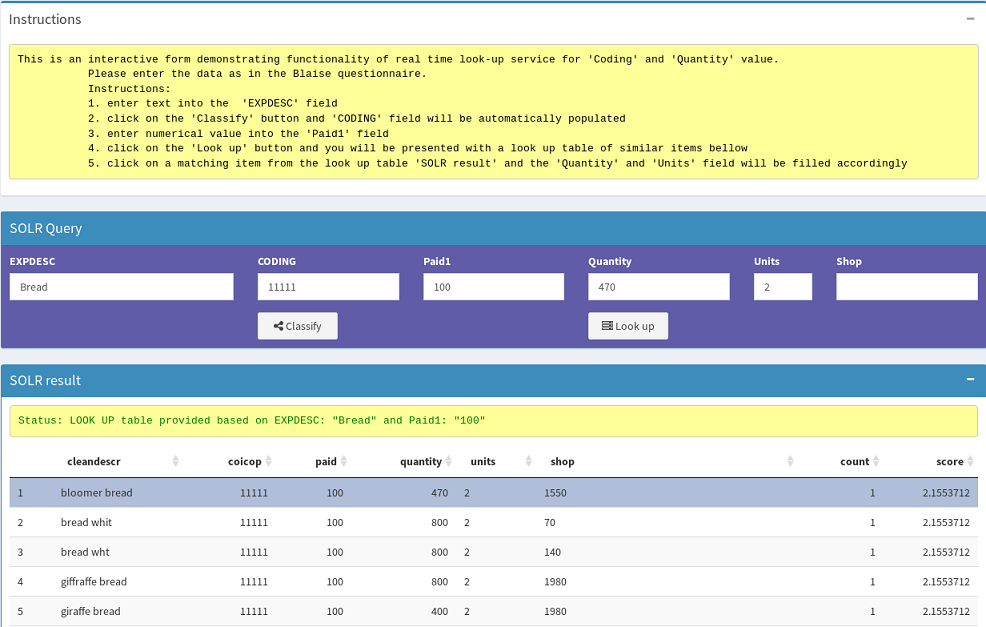 Instructions
This is an interactive form demonstrating functionality of real time look-up service for 'Coding' and 'Quantity' value.
Please enter the data as in the Blaise questionnaire.
Instructions:
1. enter text into the 'EXPDESC' field
2. click on the 'Classify' button and 'CODING' field will be automatically populated
3. enter numerical value into the 'Paid1' field
4. click on the 'Look up' button and you will be presented with a look up table of similar items bellow
5. click on a matching item from the look up table 'SOLR result' and the 'Quantity' and 'Units' field will be filled accordingly
SOLR Query
EXPDESC CODING Paid1 Quantity Units Shop
Bread 11111 100 470 2
Classify Look up
SOLR result
Status: LOOK UP table provided based on EXPDESC: "Bread" and Paid1: "100"
cleandescr coicop paid quantity units shop count score
1 bloomer bread 11111 100 470 2 1550 1 2.1553712
2 bread whit 11111 100 800 2 70 1 2.1553712
3 bread wht 11111 100 800 2 140 1 2.1553712
4 giffraffe bread 11111 100 800 2 1980 1 2.1553712
5 giraffe bread 11111 100 400 2 1980 1 2.1553712